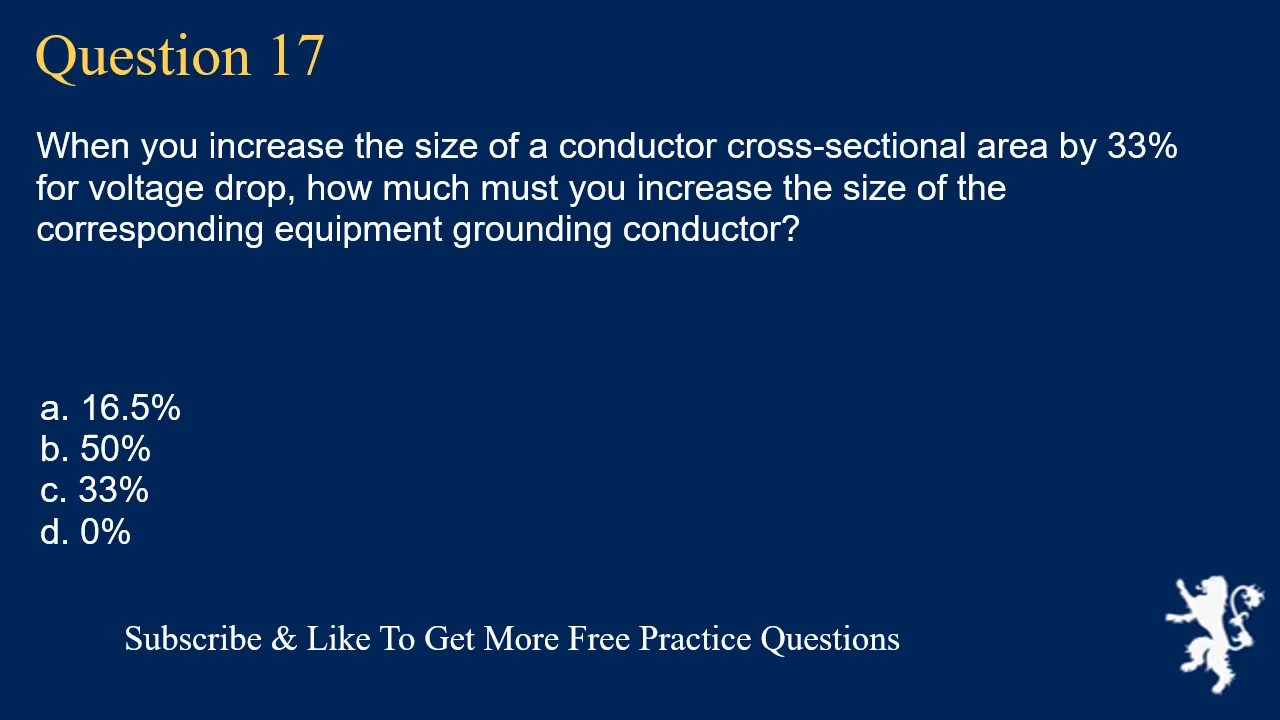 Question 17
When you increase the size of a conductor cross-sectional area by 33%
for voltage drop, how much must you increase the size of the
corresponding equipment grounding conductor?
a. 16.5%
b. 50%
c. 33%
d. 0%
Subscribe & Like To Get More Free Practice Questions